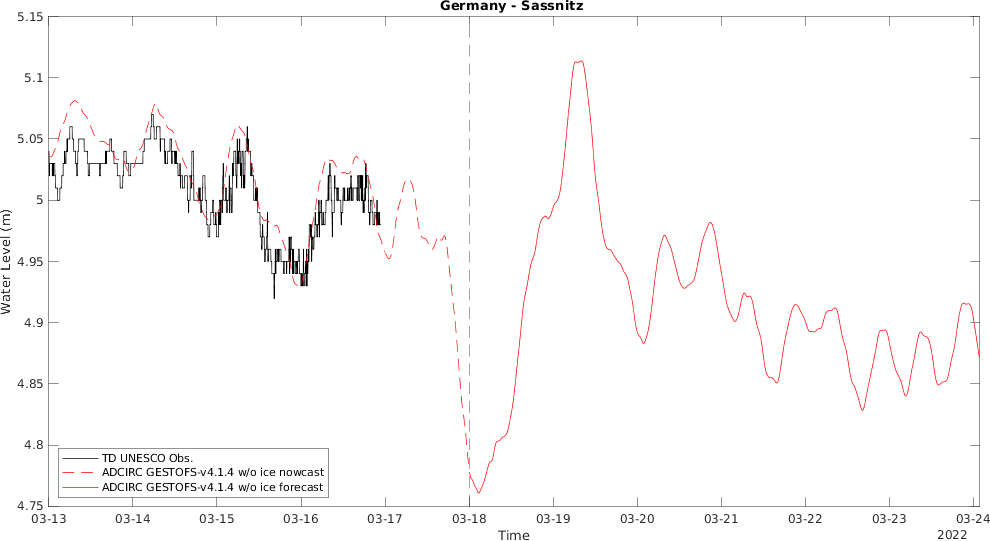 Germany - Sassnitz
5.15
5.1
5.05
5
4.95
4.9
4.85
4.8
4.75
Water Level (m)
TD UNESCO Obs.
ADCIRC GESTOFS-v4.1.4 w/o ice nowcast
ADCIRC GESTOFS-v4.1.4 w/o ice forecast
03-13 03-14 03-15 03-16 03-17 03-18 03-19 03-20 03-21 03-22 03-23 03-24
Time
2022